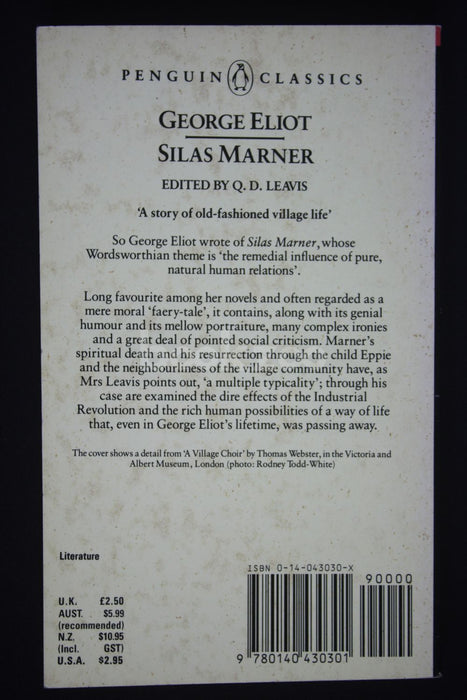 PENGUIN CLASSICS
GEORGE ELIOT
SILAS MARNER
EDITED BY Q. D. LEAVIS
'A story of old-fashioned village life'
So George Eliot wrote of Silas Marner, whose
Wordsworthian theme is 'the remedial influence of pure,
natural human relations'.
Long favourite among her novels and often regarded as a
mere moral 'faery-tale', it contains, along with its genial
humour and its mellow portraiture, many complex ironies
and a great deal of pointed social criticism. Marner's
spiritual death and his resurrection through the child Eppie
and the neighbourliness of the village community have, as
Mrs Leavis points out, 'a multiple typicality'; through his
case are examined the dire effects of the Industrial
Revolution and the rich human possibilities of a way of life
that, even in George Eliot's lifetime, was passing away.
The cover shows a detail from 'A Village Choir' by Thomas Webster, in the Victoria and
Albert Museum, London (photo: Rodney Todd-White)
Literature
U.K. £2.50
AUST. $5.99
(recommended)
N.Z. $10.95
(Incl. GST)
U.S.A. $2.95
ISBN 0-14-043030-X
90000
9 780140 430301